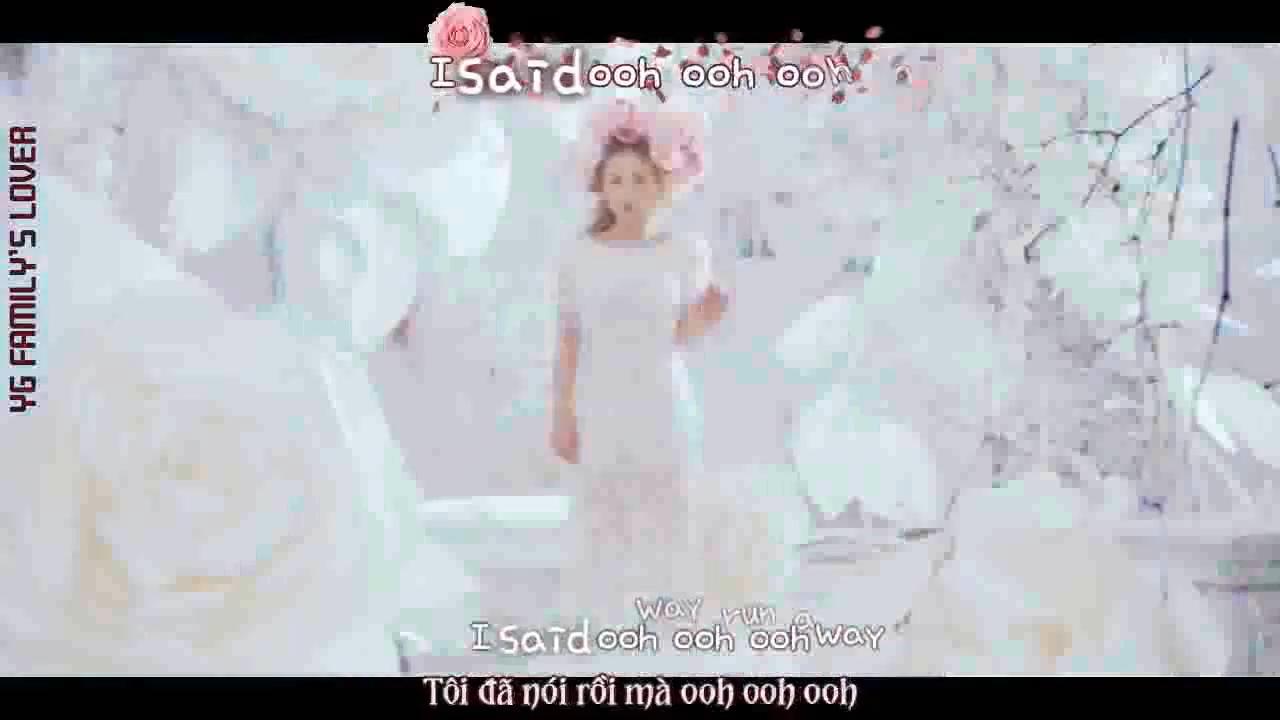 I said ooh ooh ooh
YG FAMILY'S LOVER
way run a
I said ooh ooh ooh way
Tôi đã nói rồi mà ooh ooh ooh